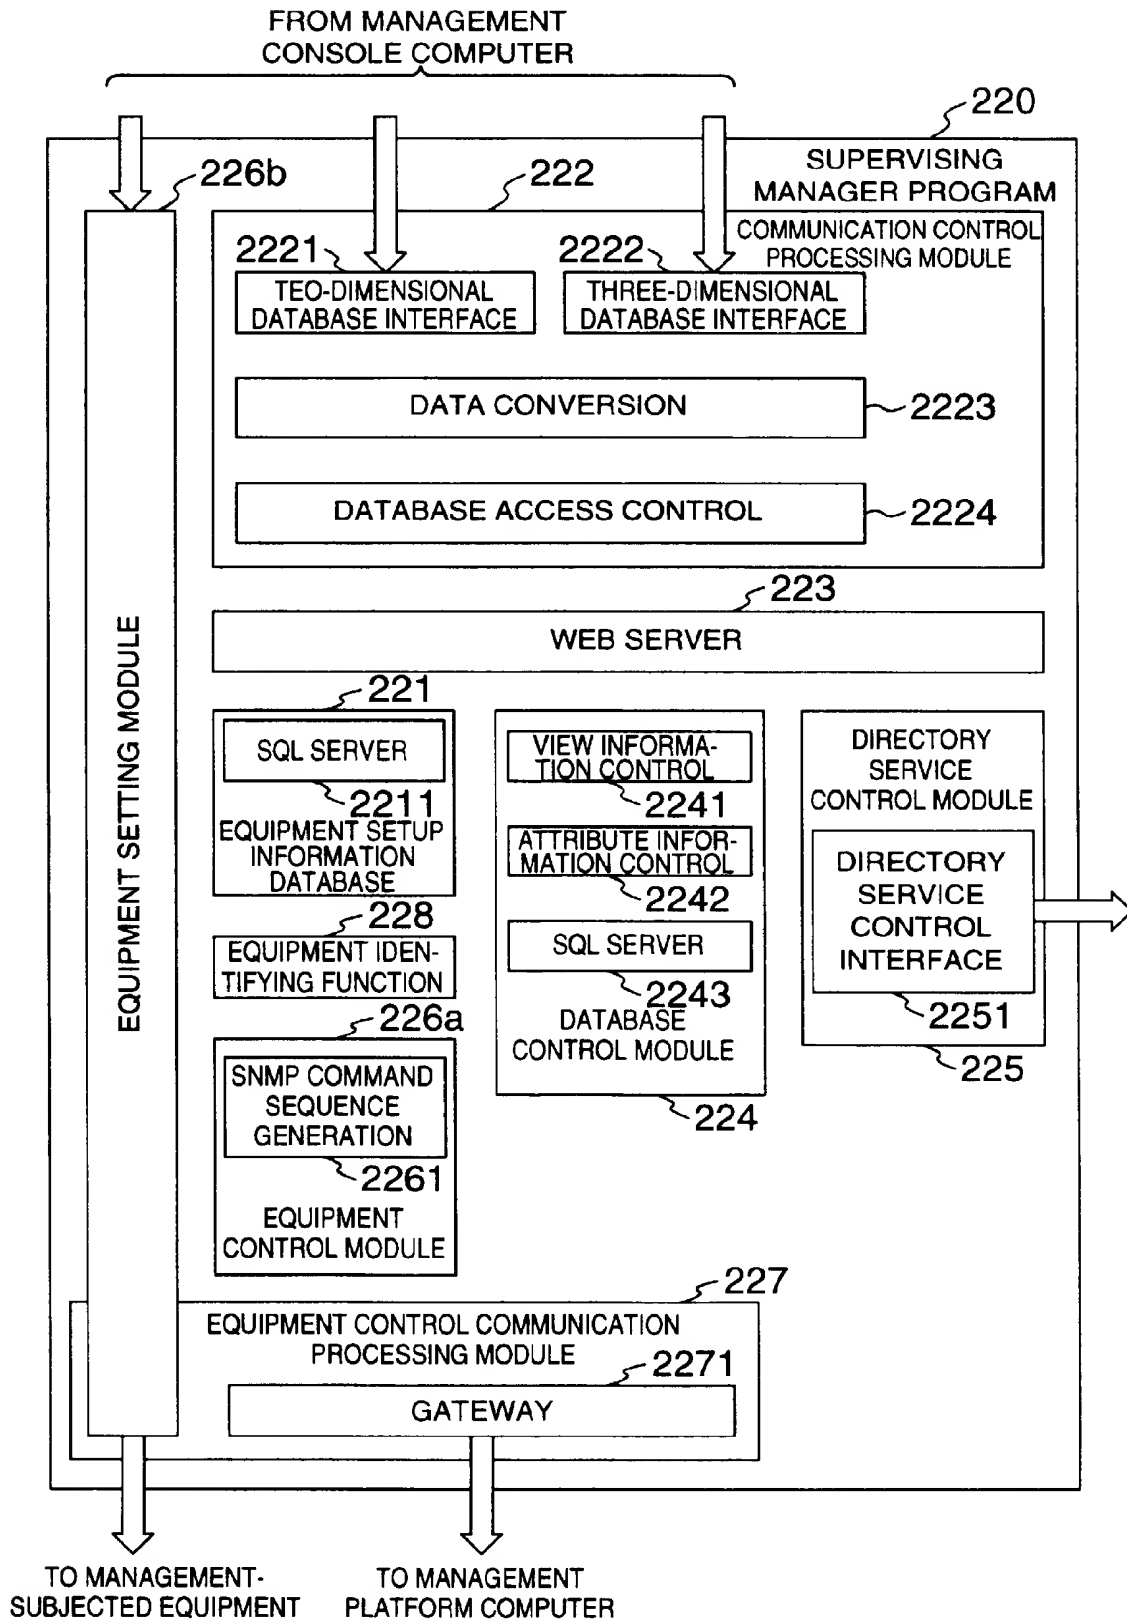 FROM MANAGEMENT
CONSOLE COMPUTER
220
SUPERVISING
MANAGER PROGRAM
226b
222
COMMUNICATION CONTROL
PROCESSING MODULE
2221
2222
TEO-DIMENSIONAL
DATABASE INTERFACE
THREE-DIMENSIONAL
DATABASE INTERFACE
DATA CONVERSION
2223
DATABASE ACCESS CONTROL
2224
223
WEB SERVER
EQUIPMENT SETTING MODULE
221
SQL SERVER
2211
EQUIPMENT SETUP
INFORMATION
DATABASE
228
EQUIPMENT IDEN-
TIFYING FUNCTION
226a
SNMP COMMAND
SEQUENCE
GENERATION
2261
EQUIPMENT
CONTROL MODULE
VIEW INFORMA-
TION CONTROL
2241
ATTRIBUTE INFOR-
MATION CONTROL
2242
SQL SERVER
2243
DATABASE
CONTROL MODULE
224
DIRECTORY
SERVICE
CONTROL MODULE
DIRECTORY
SERVICE
CONTROL
INTERFACE
2251
225
227
EQUIPMENT CONTROL COMMUNICATION
PROCESSING MODULE
2271
GATEWAY
TO MANAGEMENT-
SUBJECTED EQUIPMENT
TO MANAGEMENT
PLATFORM COMPUTER